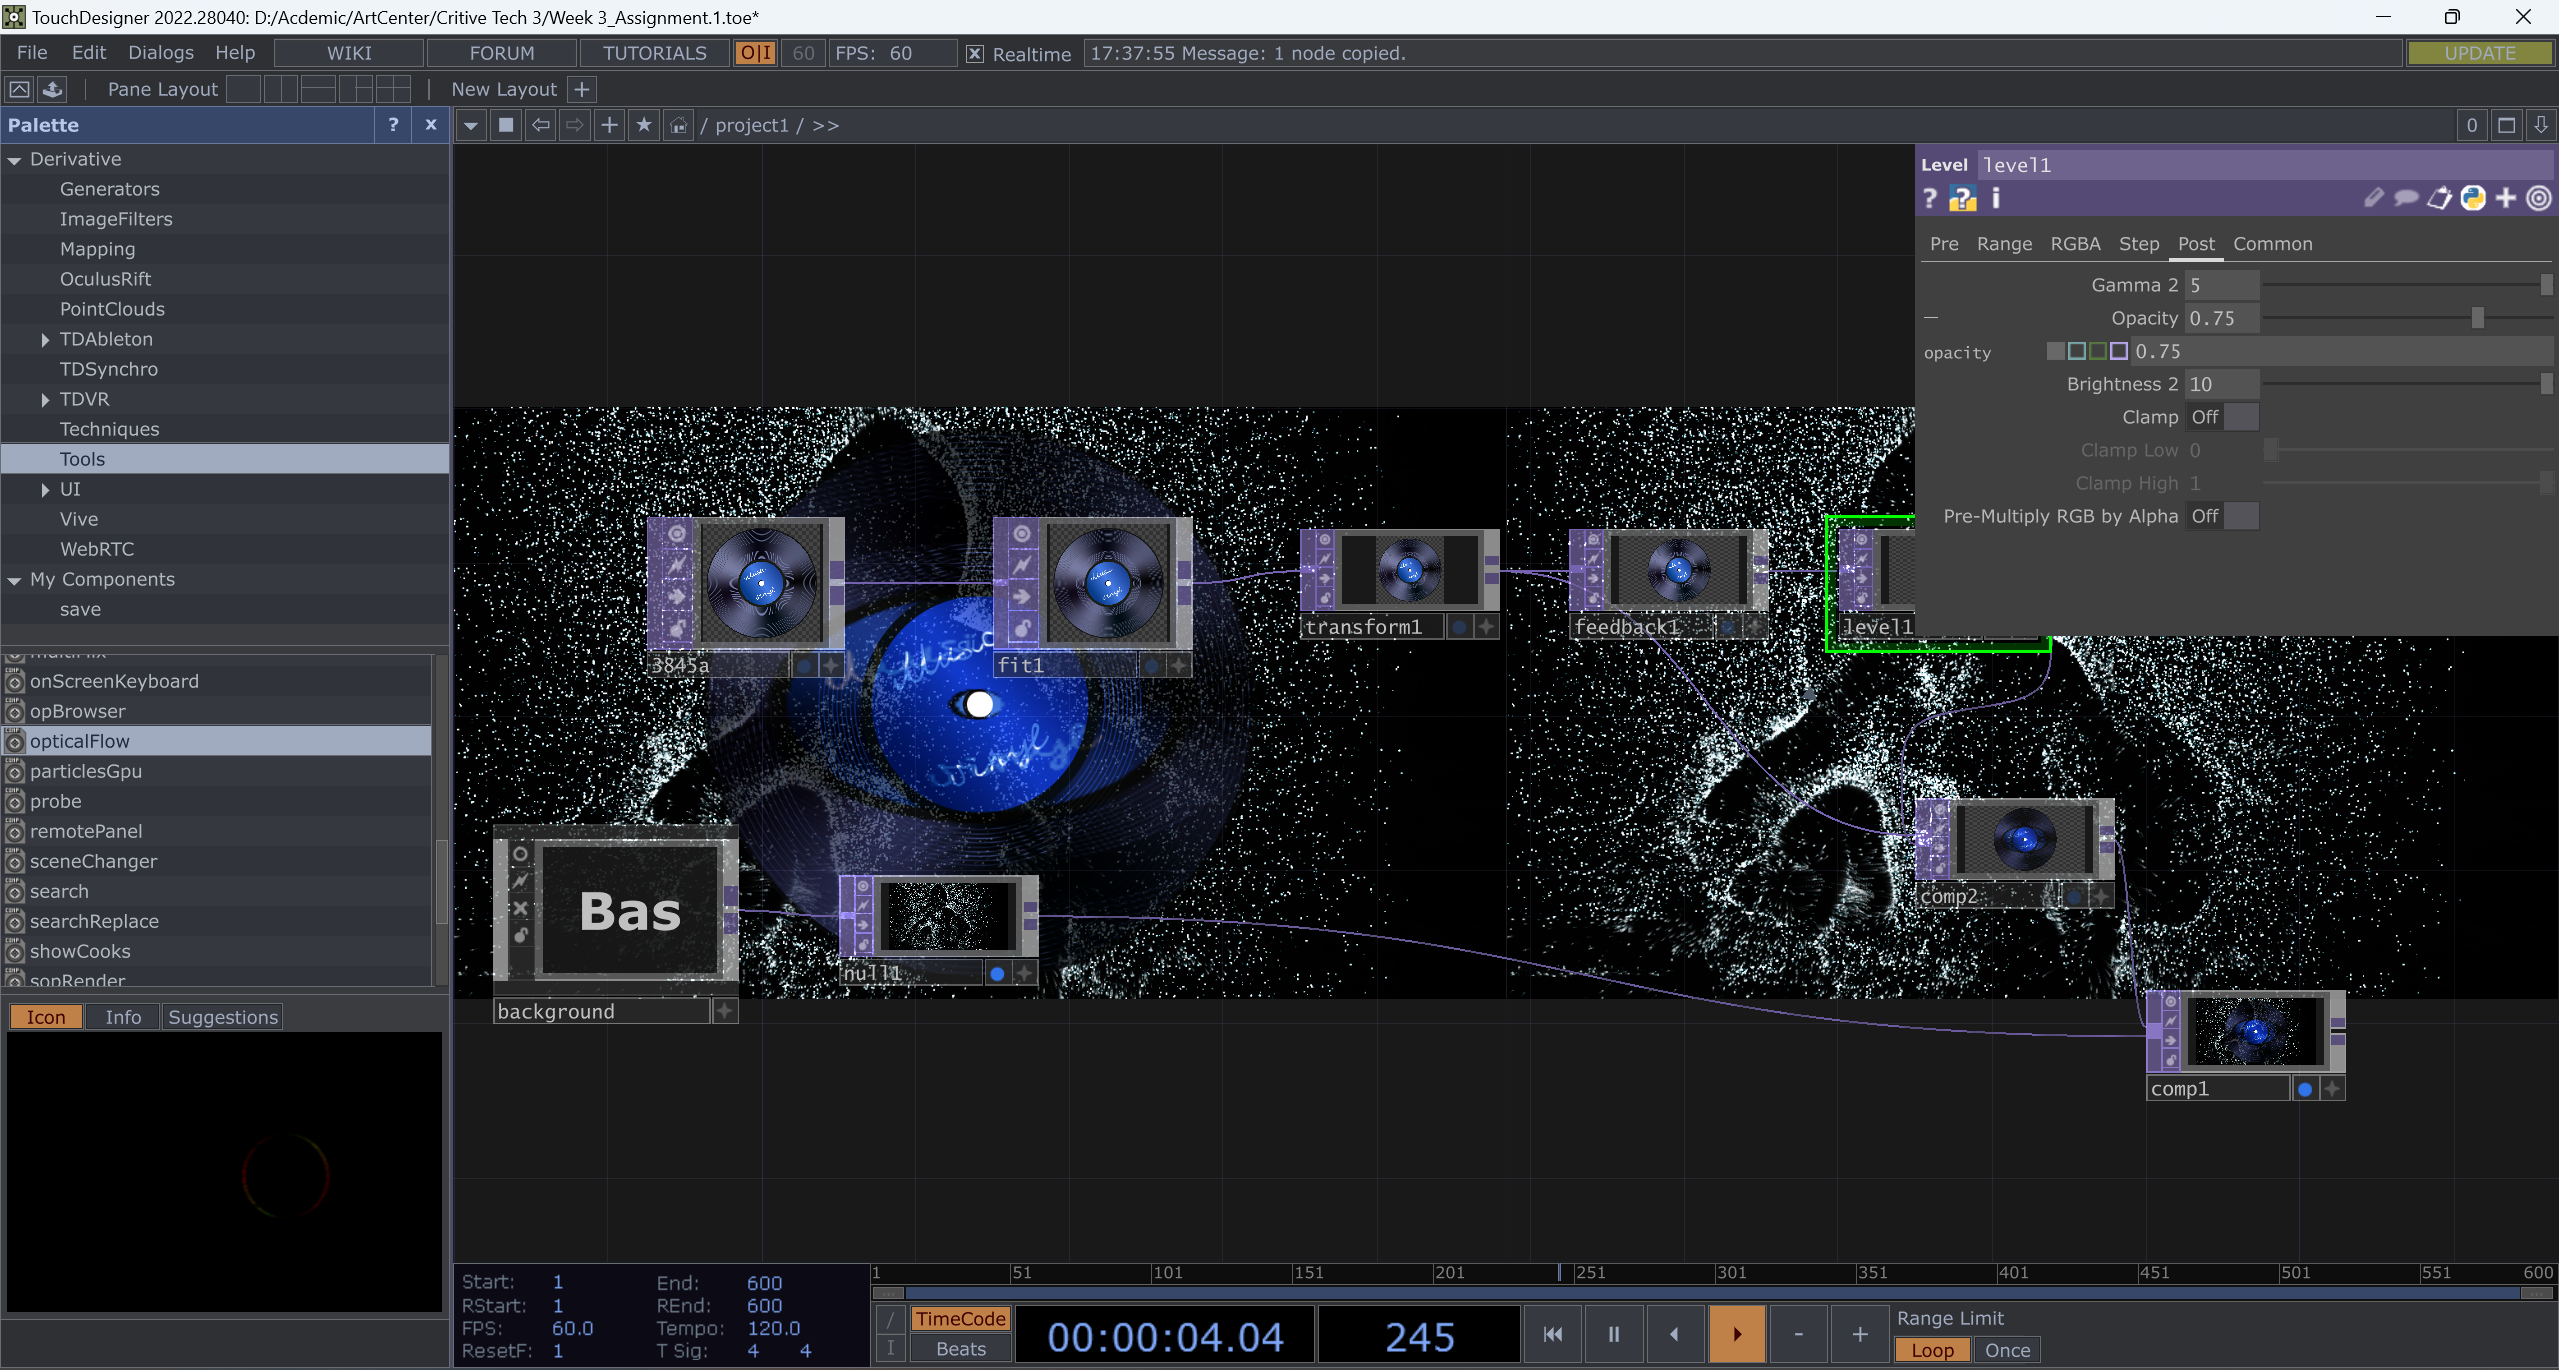 TouchDesigner 2022.28040: D:/Acdemic/ArtCenter/Critive Tech 3/Week 3_Assignment.1.toe*
File Edit Dialogs Help WIKI FORUM TUTORIALS O|I 60 FPS: 60 Realtime 17:37:55 Message: 1 node copied. UPDATE
Pane Layout New Layout +
Palette ? x / project1 / >> 0
Derivative
Generators
ImageFilters
Mapping
OculusRift
PointClouds
TDAbleton
TDSynchro
TDVR
Techniques
Tools
UI
Vive
WebRTC
My Components
save
onScreenKeyboard
opBrowser
opticalFlow
particlesGpu
probe
remotePanel
sceneChanger
search
searchReplace
showCooks
sopRender
Icon Info Suggestions
Level level1
? ? i
Pre Range RGBA Step Post Common
Gamma 2 5
Opacity 0.75
opacity 0.75
Brightness 2 10
Clamp Off
Clamp Low 0
Clamp High 1
Pre-Multiply RGB by Alpha Off
3845a
fit1
transform1
feedback1
level1
Bas
background
null1
comp2
comp1
Start: 1 End: 600
RStart: 1 REnd: 600
FPS: 60.0 Tempo: 120.0
ResetF: 1 T Sig: 4 4
1 51 101 151 201 251 301 351 401 451 501 551 600
/ TimeCode
I Beats
00:00:04.04 245 - +
Range Limit
Loop Once